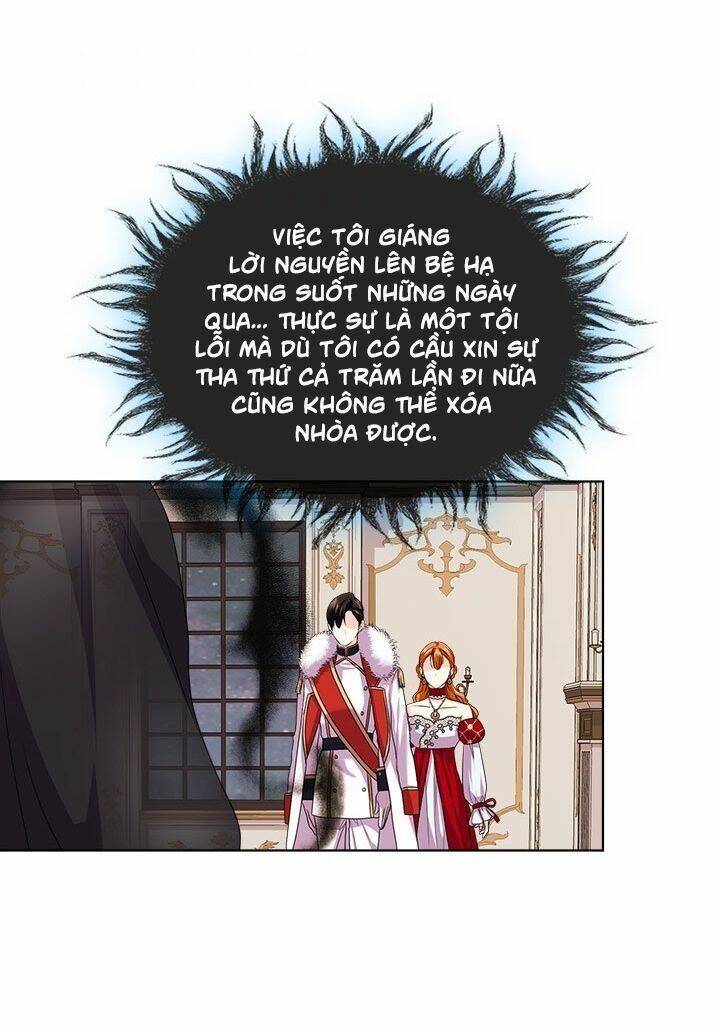 VIỆC TÔI GIÁNG
LỜI NGUYỀN LÊN BỆ HẠ
TRONG SUỐT NHỮNG NGÀY
QUA... THỰC SỰ LÀ MỘT TỘI
LỖI MÀ DÙ TÔI CÓ CẦU XIN SỰ
THA THỨ CẢ TRĂM LẦN ĐI NỮA
CŨNG KHÔNG THỂ XÓA
NHÒA ĐƯỢC.